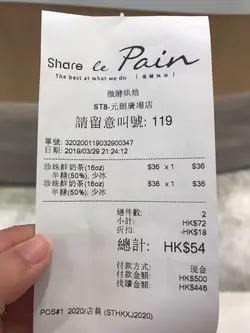 Share le Pain
The best at what we do
微酵烘焙
ST8-元朗廣場店
請留意叫號: 119
單號: 3202001190329003​47
日期: 2019/03/29 21:24:12
珍珠鮮奶茶(16oz) $36 x 1 $36
半糖(50%), 少冰
珍珠鮮奶茶(16oz) $36 x 1 $36
半糖(50%), 少冰
總件數: 2
小計: HK$72
折扣: -HK$18
總計: HK$54
付款方式: 現金
付款金額: HK$500
找贖金額: HK$446
POS#1 2020/店員 (STHKXJ2020)